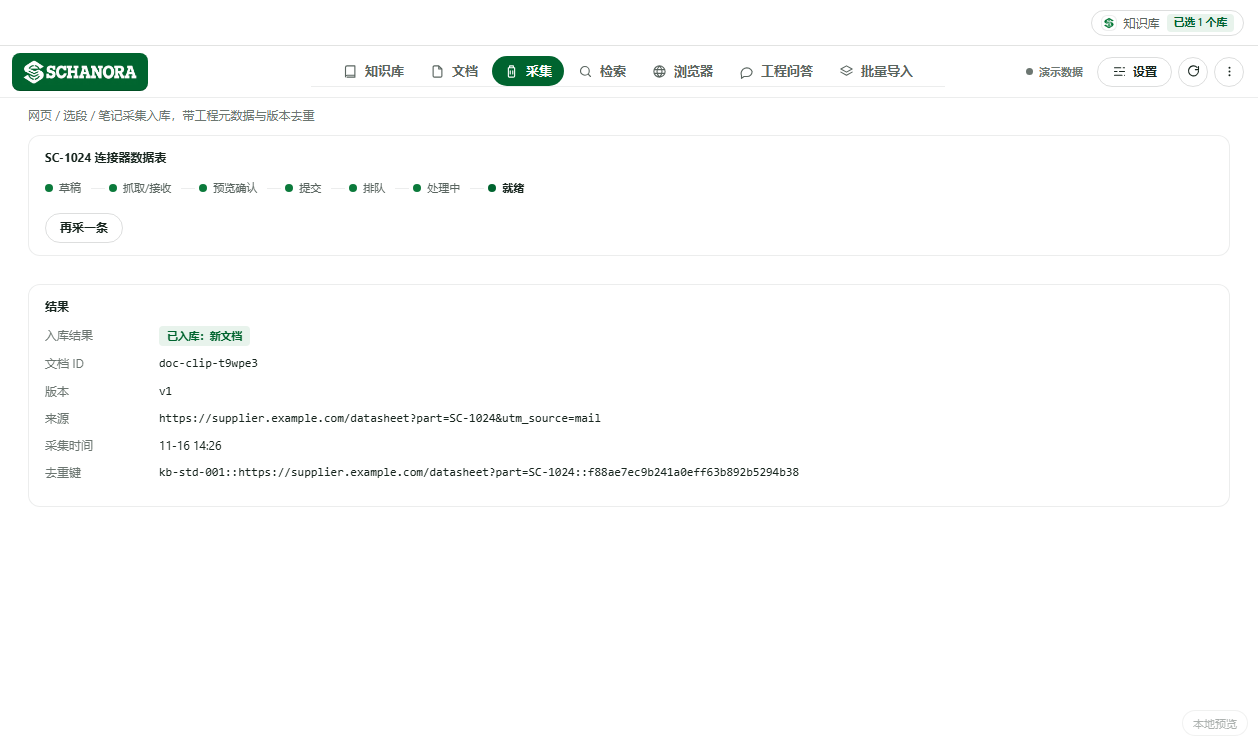 知识库 已选 1 个库
SCHANORA 知识库 文档 采集 检索 浏览器 工程问答 批量导入 演示数据 设置
网页 / 选段 / 笔记采集入库，带工程元数据与版本去重
SC-1024 连接器数据表
草稿 抓取/接收 预览确认 提交 排队 处理中 就绪
再采一条
结果
入库结果 已入库：新文档
文档 ID doc-clip-t9wpe3
版本 v1
来源 https://supplier.example.com/datasheet?part=SC-1024&utm_source=mail
采集时间 11-16 14:26
去重键 kb-std-001::https://supplier.example.com/datasheet?part=SC-1024::f88ae7ec9b241a0eff63b892b5294b38
本地预览